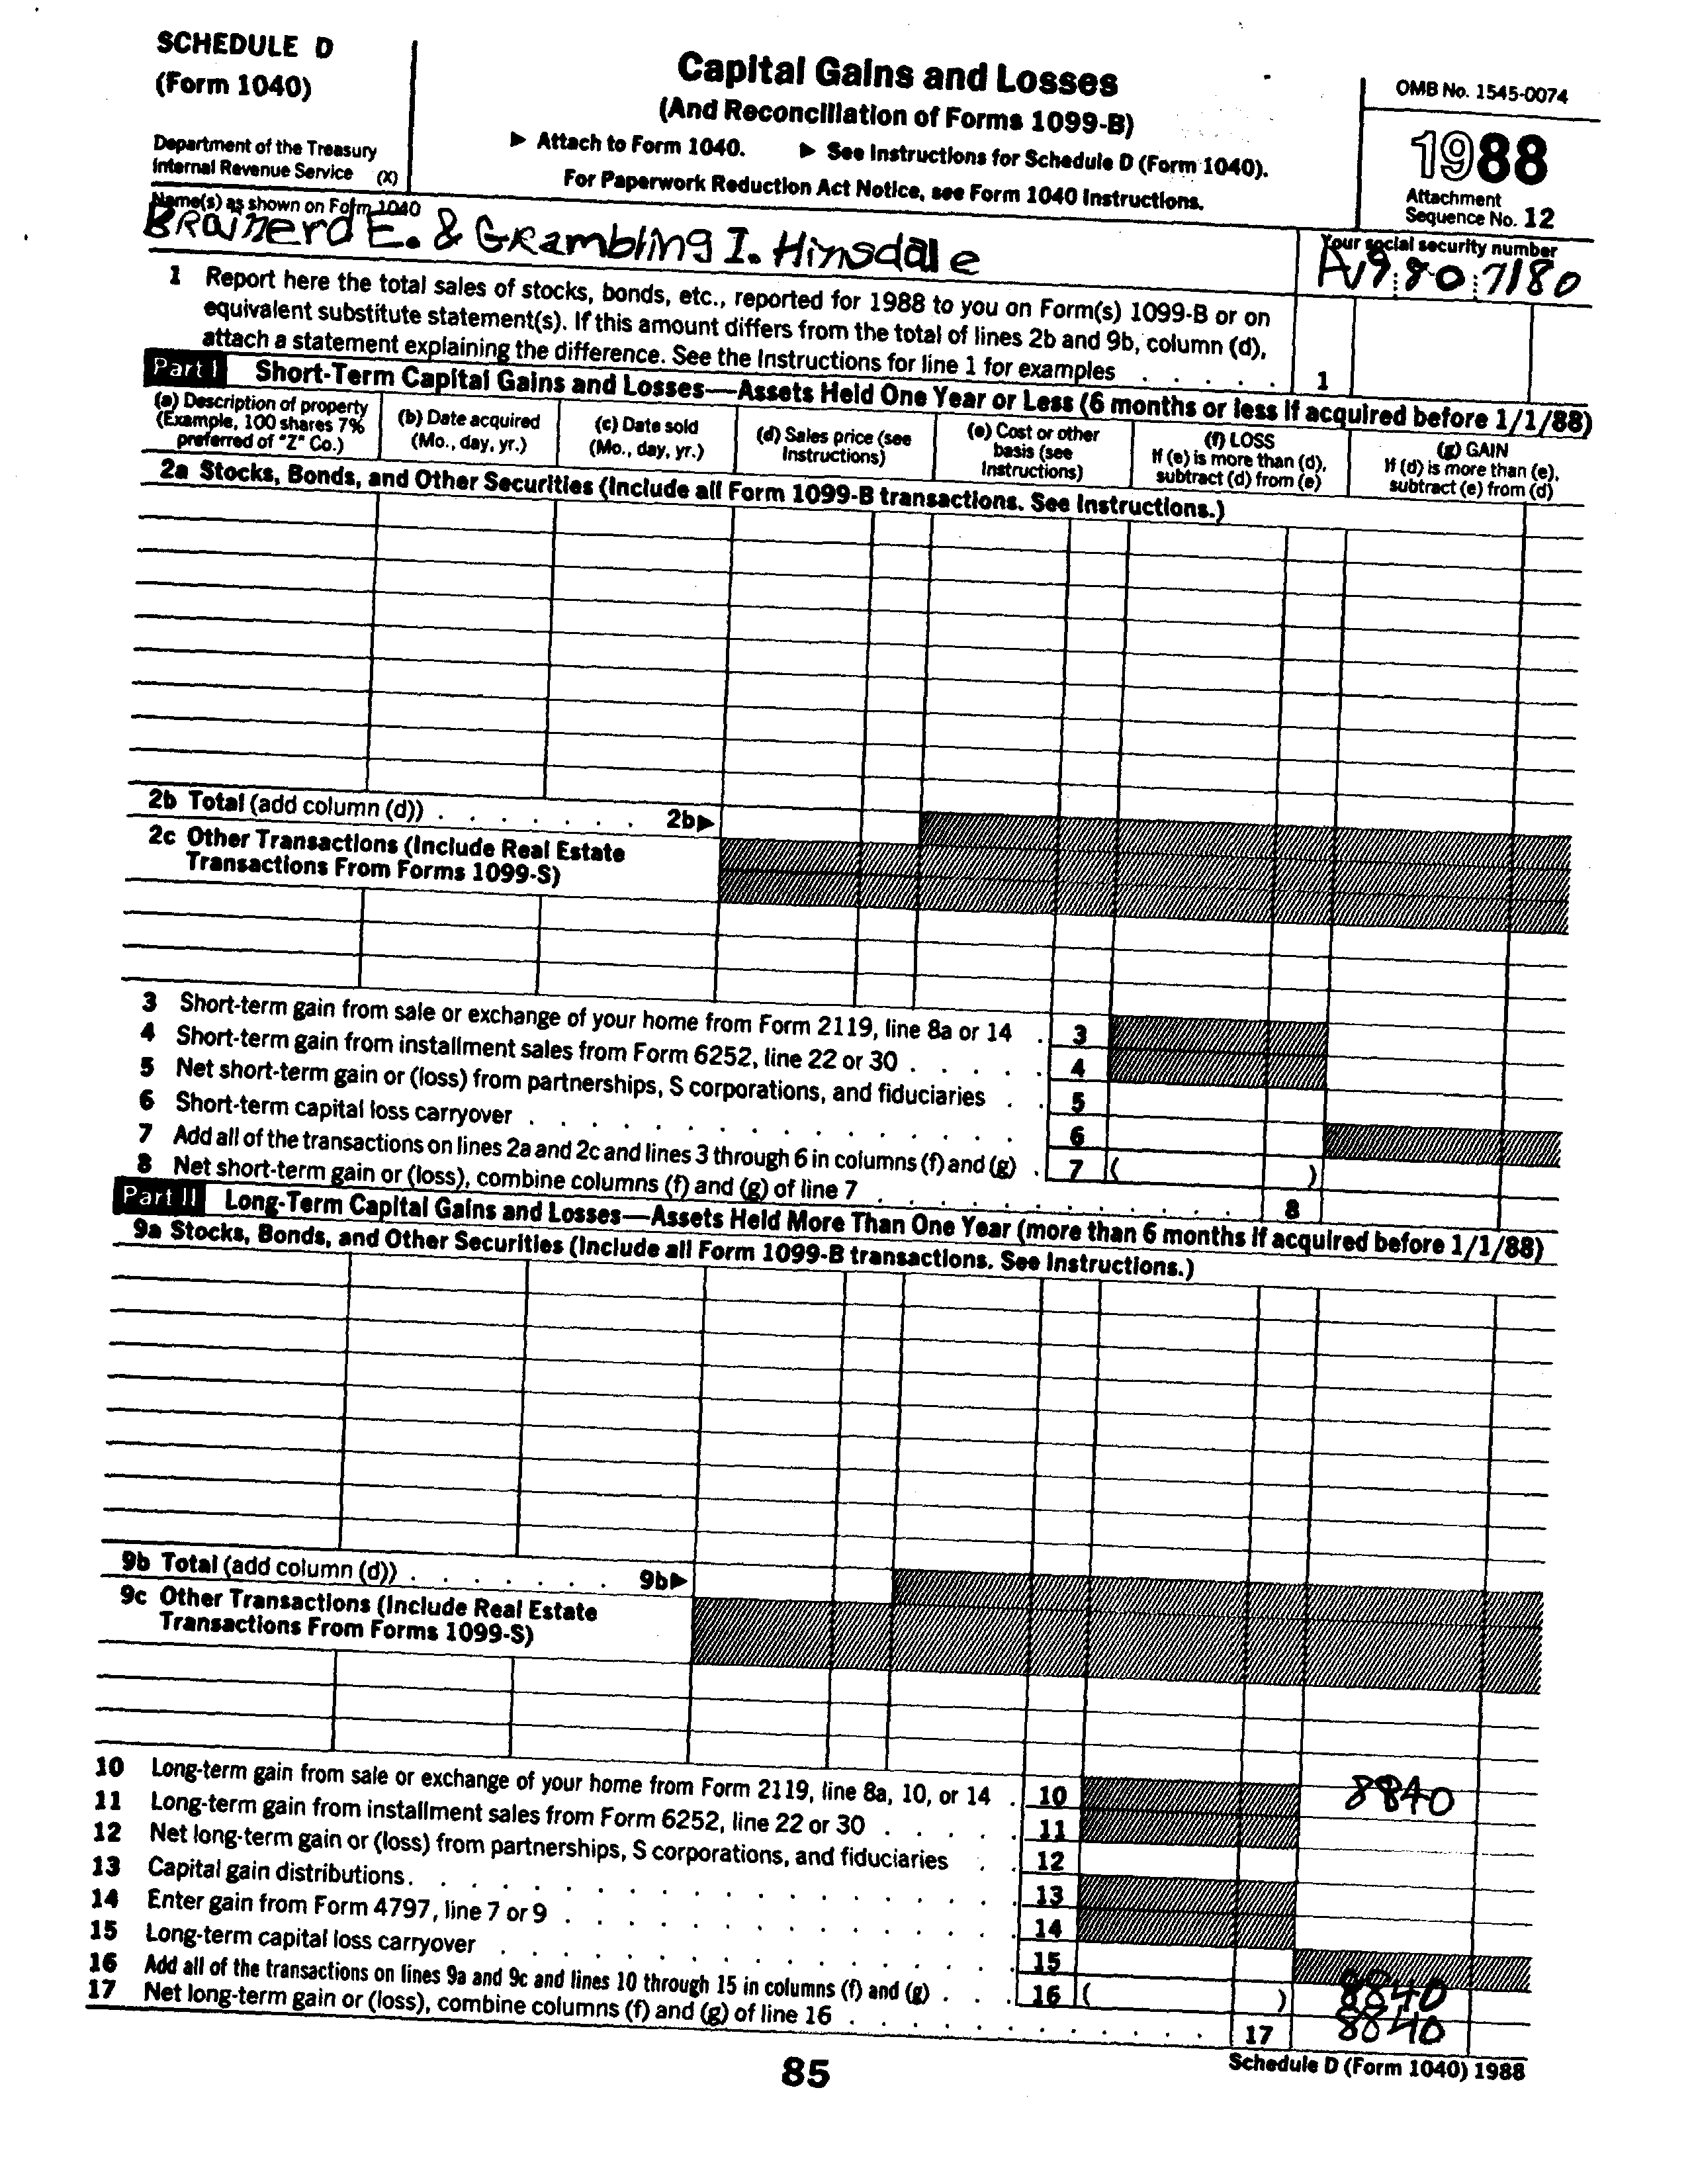 SCHEDULE D
(Form 1040)
Department of the Treasury
Internal Revenue Service (X)
Capital Gains and Losses
(And Reconciliation of Forms 1099-B)
▶ Attach to Form 1040. ▶ See Instructions for Schedule D (Form 1040).
For Paperwork Reduction Act Notice, see Form 1040 Instructions.
OMB No. 1545-0074
1988
Attachment
Sequence No. 12
Name(s) as shown on Form 1040
Brainerd E. & Grambling I. Hinsdale
Your social security number
80 7180
1 Report here the total sales of stocks, bonds, etc., reported for 1988 to you on Form(s) 1099-B or on
equivalent substitute statement(s). If this amount differs from the total of lines 2b and 9b, column (d),
attach a statement explaining the difference. See the Instructions for line 1 for examples . . . . . 1
Part I Short-Term Capital Gains and Losses—Assets Held One Year or Less (6 months or less if acquired before 1/1/88)
(a) Description of property
(Example, 100 shares 7%
preferred of "Z" Co.)
(b) Date acquired
(Mo., day, yr.)
(c) Date sold
(Mo., day, yr.)
(d) Sales price (see
Instructions)
(e) Cost or other
basis (see
Instructions)
(f) LOSS
If (e) is more than (d),
subtract (d) from (e)
(g) GAIN
If (d) is more than (e),
subtract (e) from (d)
2a Stocks, Bonds, and Other Securities (Include all Form 1099-B transactions. See Instructions.)
2b Total (add column (d)) . . . . . . . 2b▶
2c Other Transactions (Include Real Estate
Transactions From Forms 1099-S)
3 Short-term gain from sale or exchange of your home from Form 2119, line 8a or 14 . 3
4 Short-term gain from installment sales from Form 6252, line 22 or 30 . . . . . 4
5 Net short-term gain or (loss) from partnerships, S corporations, and fiduciaries . . 5
6 Short-term capital loss carryover . . . . . . . . . . . . . . . . 6
7 Add all of the transactions on lines 2a and 2c and lines 3 through 6 in columns (f) and (g) . 7 ( )
8 Net short-term gain or (loss), combine columns (f) and (g) of line 7 . . . . . . . . . . . . 8
Part II Long-Term Capital Gains and Losses—Assets Held More Than One Year (more than 6 months if acquired before 1/1/88)
9a Stocks, Bonds, and Other Securities (Include all Form 1099-B transactions. See Instructions.)
9b Total (add column (d)) . . . . . . . 9b▶
9c Other Transactions (Include Real Estate
Transactions From Forms 1099-S)
10 Long-term gain from sale or exchange of your home from Form 2119, line 8a, 10, or 14 . 10 8840
11 Long-term gain from installment sales from Form 6252, line 22 or 30 . . . . . 11
12 Net long-term gain or (loss) from partnerships, S corporations, and fiduciaries . . 12
13 Capital gain distributions . . . . . . . . . . . . . . . . . 13
14 Enter gain from Form 4797, line 7 or 9 . . . . . . . . . . . . 14
15 Long-term capital loss carryover . . . . . . . . . . . . . . 15
16 Add all of the transactions on lines 9a and 9c and lines 10 through 15 in columns (f) and (g) . . . 16 ( ) 8840
17 Net long-term gain or (loss), combine columns (f) and (g) of line 16 . . . . . . . . . . . . 17 8840
Schedule D (Form 1040) 1988
85